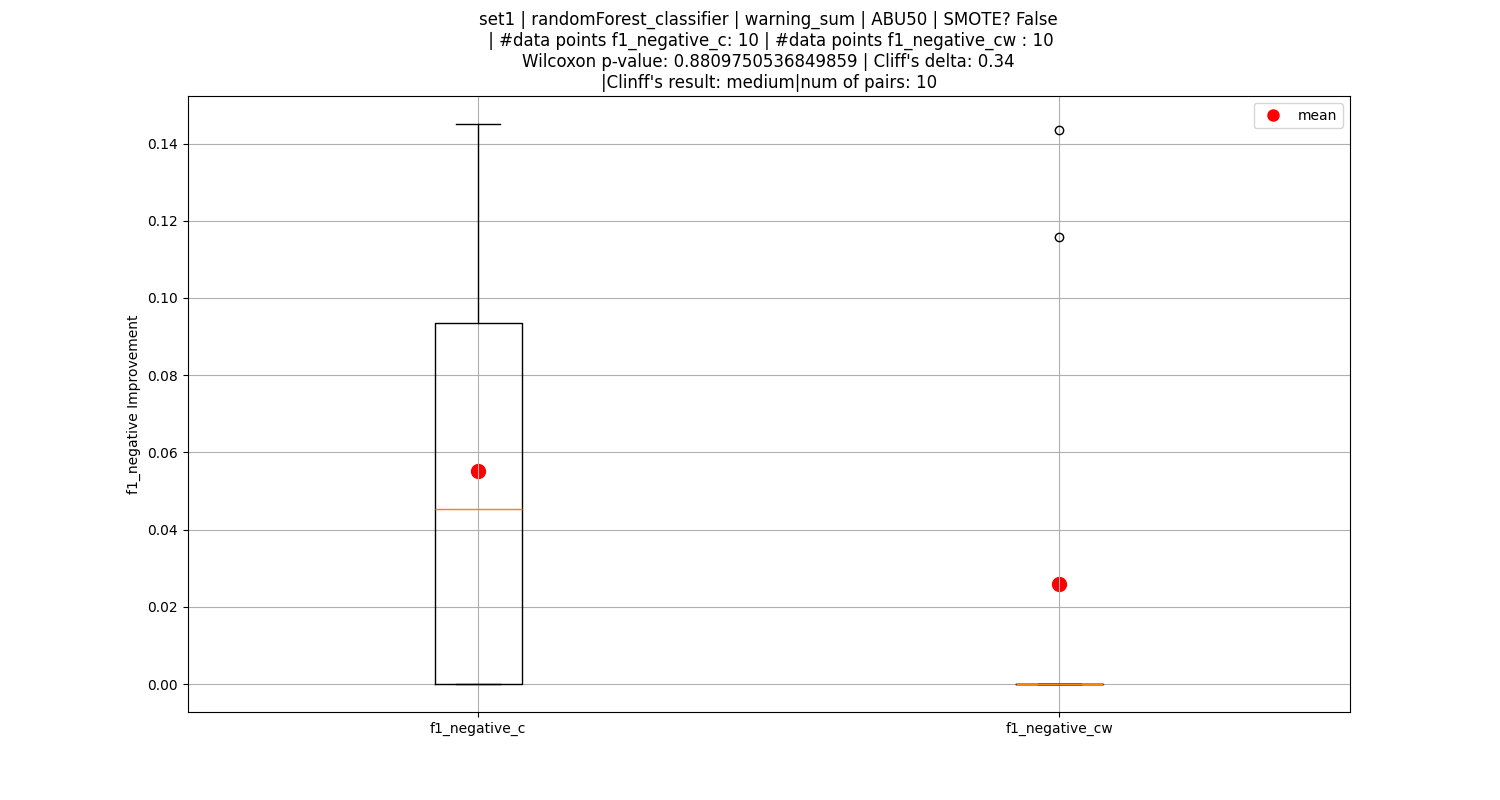 set1 | randomForest_classifier | warning_sum | ABU50 | SMOTE? False
| #data points f1_negative_c: 10 | #data points f1_negative_cw : 10
Wilcoxon p-value: 0.8809750536849859 | Cliff's delta: 0.34
|Clinff's result: medium|num of pairs: 10
mean
f1_negative Improvement
0.14
0.12
0.10
0.08
0.06
0.04
0.02
0.00
f1_negative_c
f1_negative_cw